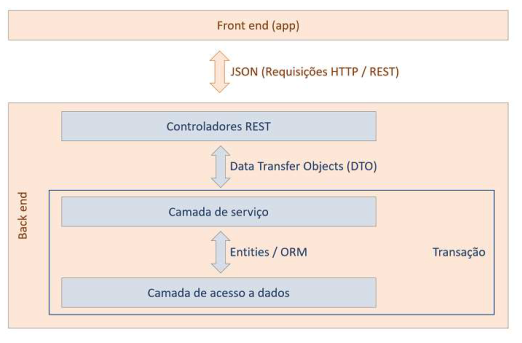 Front end (app)
JSON (Requisições HTTP / REST)
Back end
Controladores REST
Data Transfer Objects (DTO)
Camada de serviço
Entities / ORM
Transação
Camada de acesso a dados